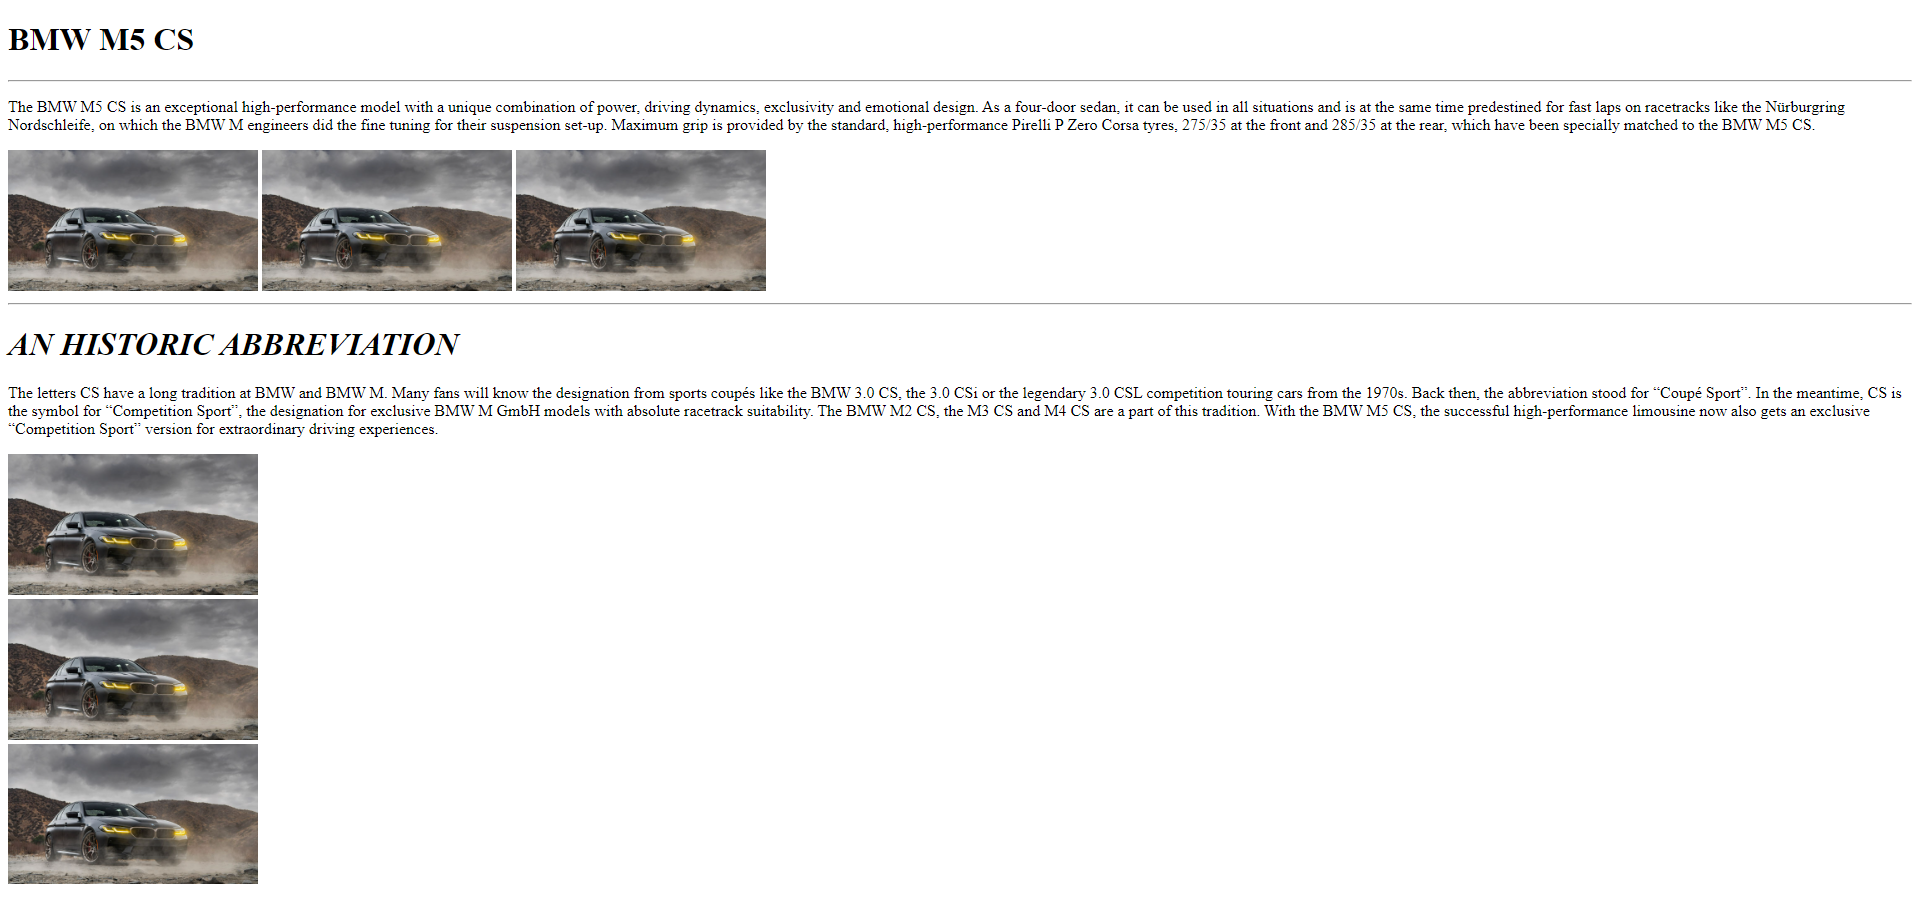 BMW M5 CS
The BMW M5 CS is an exceptional high-performance model with a unique combination of power, driving dynamics, exclusivity and emotional design. As a four-door sedan, it can be used in all situations and is at the same time predestined for fast laps on racetracks like the Nürburgring
Nordschleife, on which the BMW M engineers did the fine tuning for their suspension set-up. Maximum grip is provided by the standard, high-performance Pirelli P Zero Corsa tyres, 275/35 at the front and 285/35 at the rear, which have been specially matched to the BMW M5 CS.
AN HISTORIC ABBREVIATION
The letters CS have a long tradition at BMW and BMW M. Many fans will know the designation from sports coupés like the BMW 3.0 CS, the 3.0 CSi or the legendary 3.0 CSL competition touring cars from the 1970s. Back then, the abbreviation stood for “Coupé Sport”. In the meantime, CS is
the symbol for “Competition Sport”, the designation for exclusive BMW M GmbH models with absolute racetrack suitability. The BMW M2 CS, the M3 CS and M4 CS are a part of this tradition. With the BMW M5 CS, the successful high-performance limousine now also gets an exclusive
“Competition Sport” version for extraordinary driving experiences.